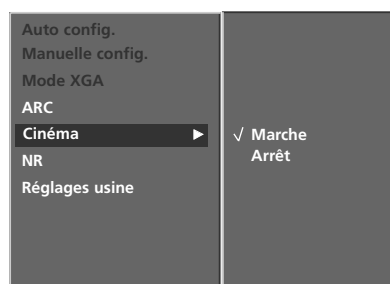 Auto config.
Manuelle config.
Mode XGA
ARC
Cinéma
NR
Réglages usine
√ Marche
Arrêt